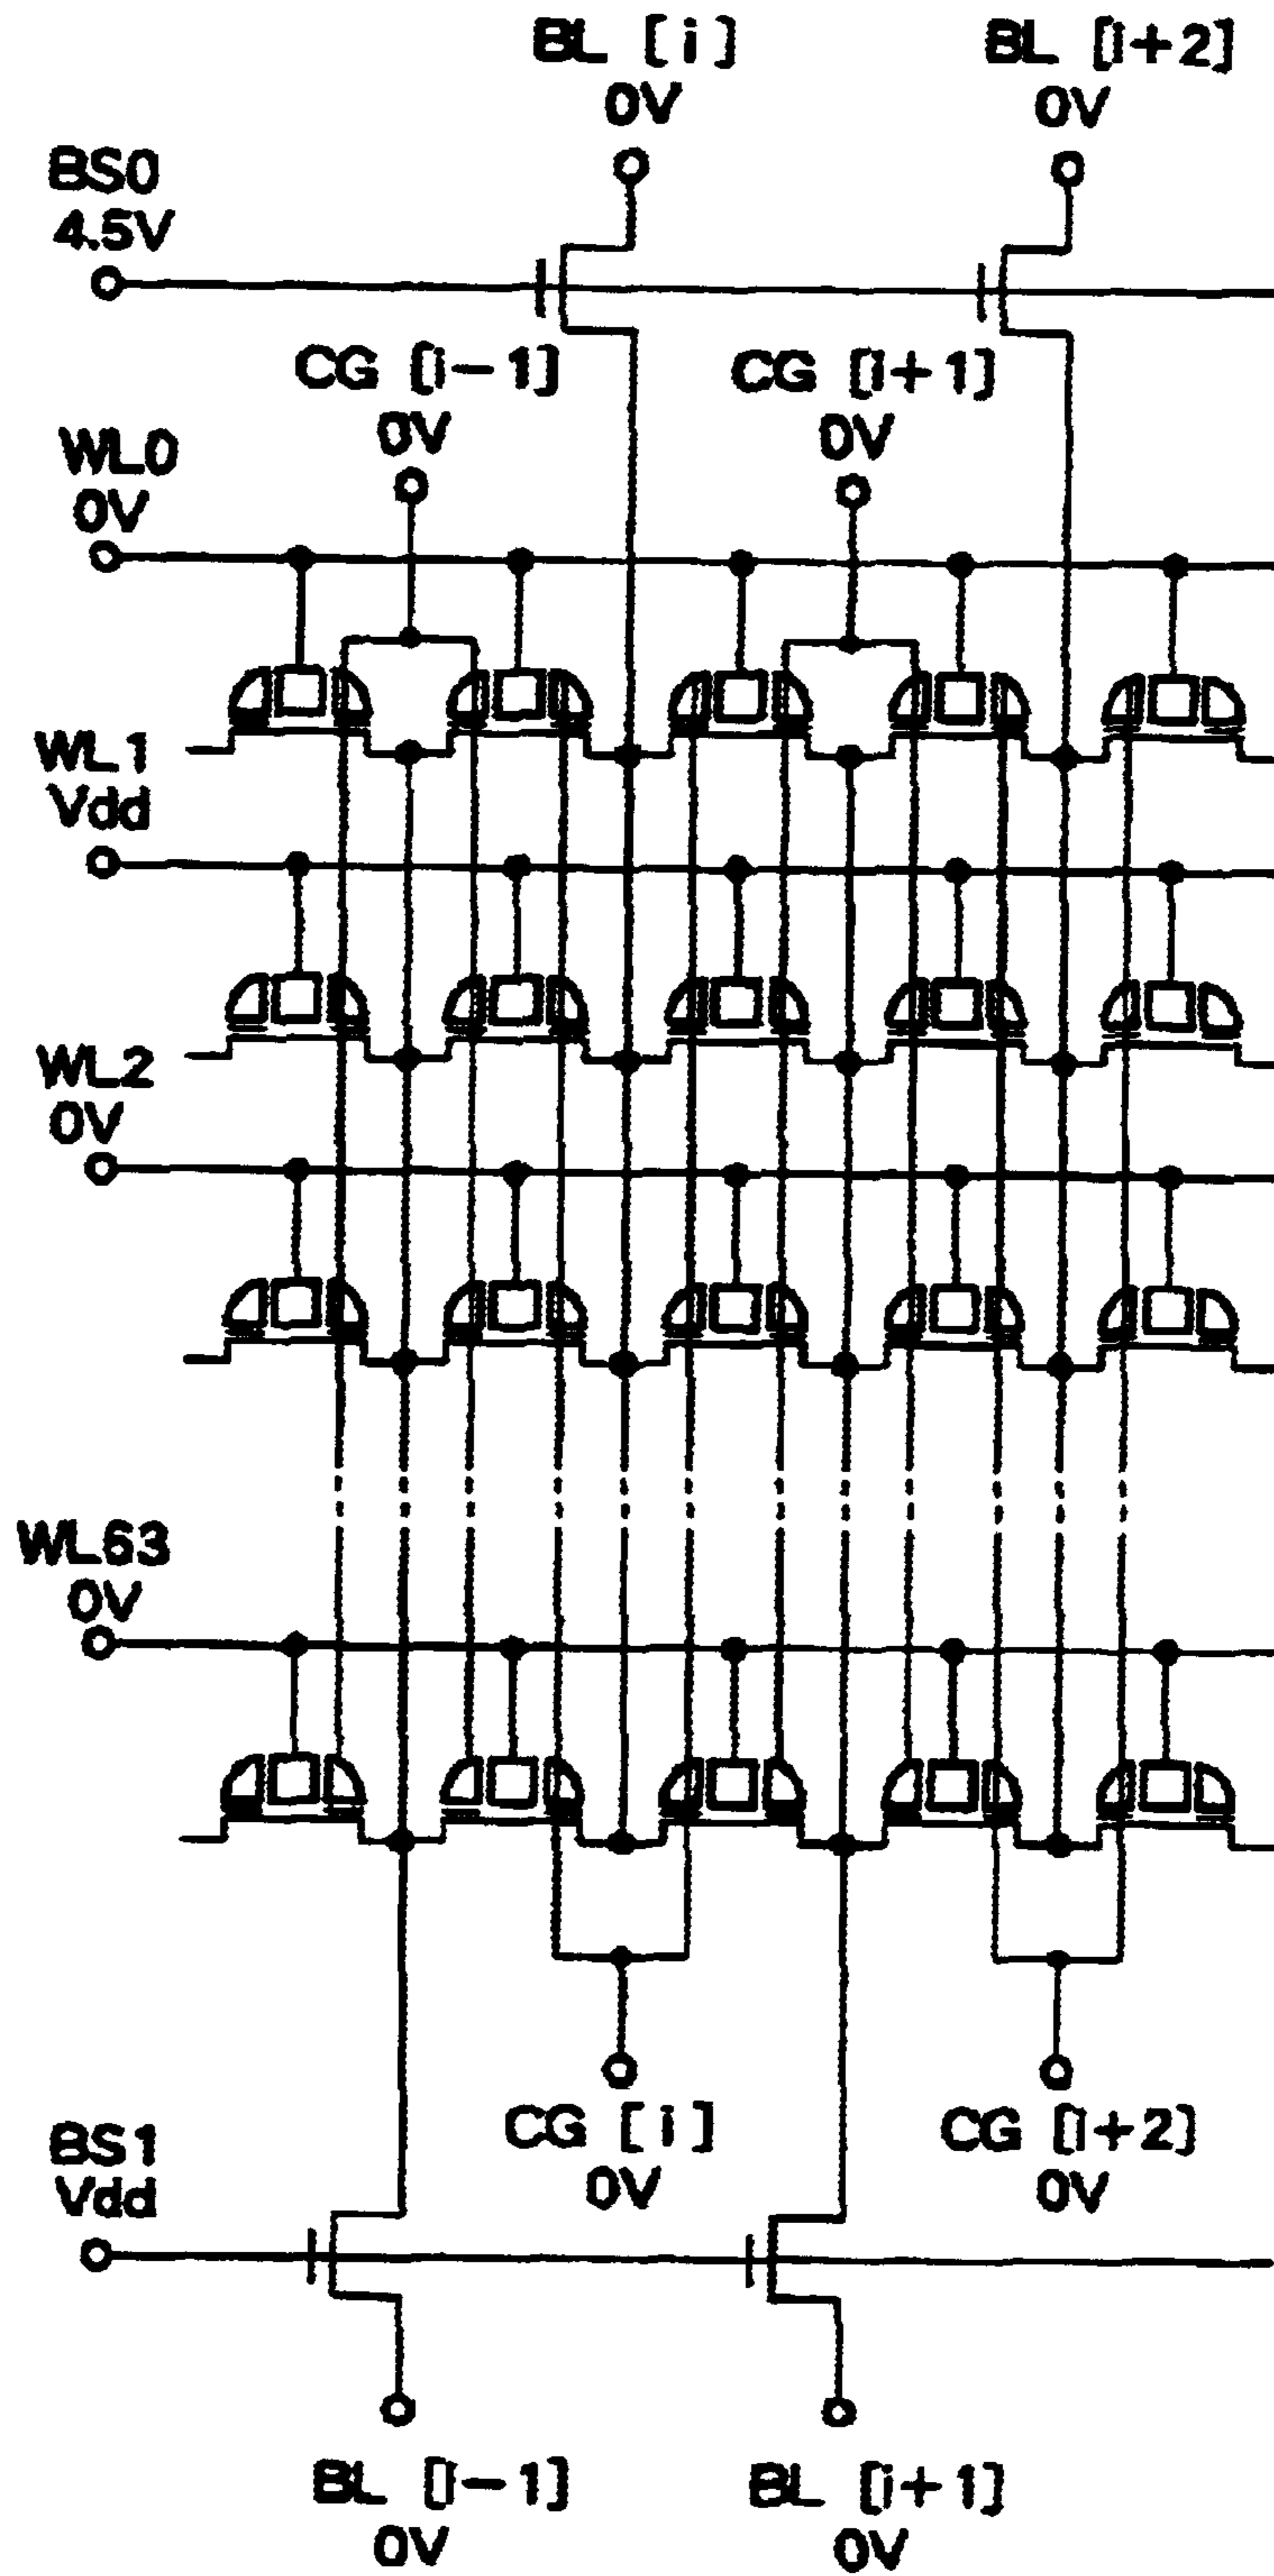 BL [i]
0V
BL [i+2]
0V
BS0
4.5V
CG [i-1]
0V
CG [i+1]
0V
WL0
0V
WL1
Vdd
WL2
0V
WL63
0V
CG [i]
0V
CG [i+2]
0V
BS1
Vdd
BL [i-1]
0V
BL [i+1]
0V